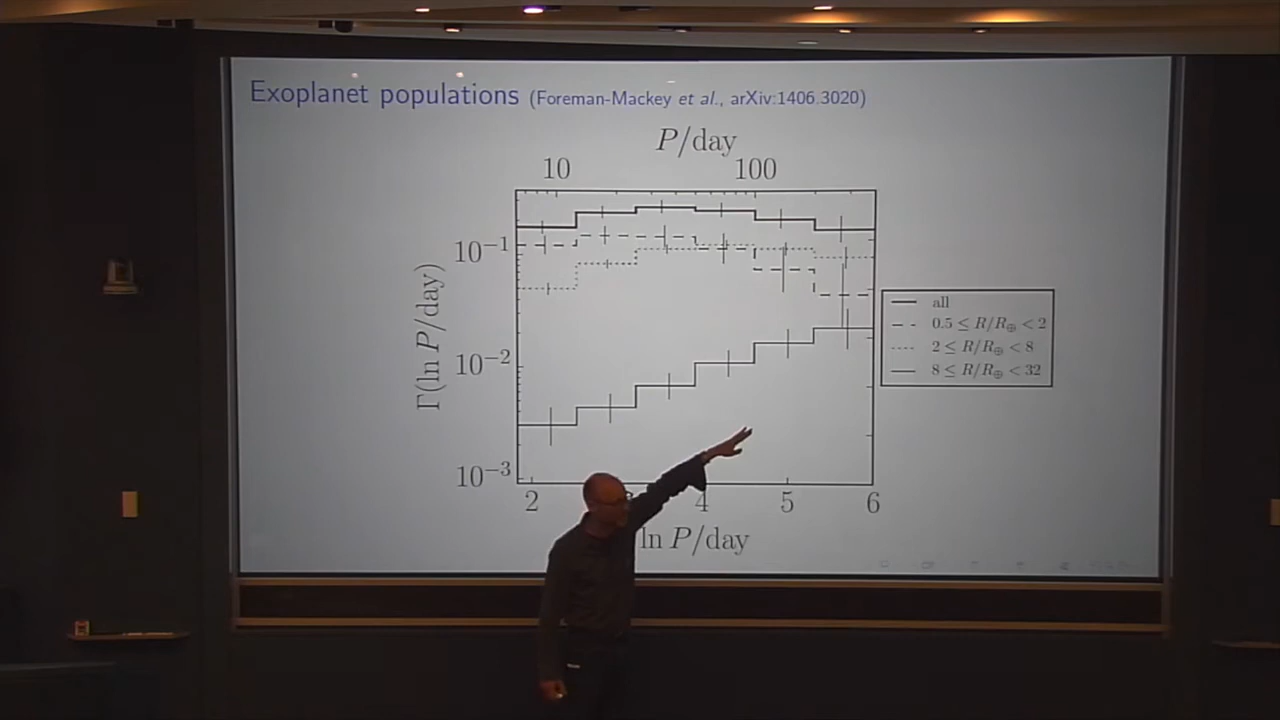 Exoplanet populations (Foreman-Mackey et al., arXiv:1406.3020)
P/day
10 100
10⁻¹
10⁻²
10⁻³
Γ(ln P/day)
2 4 5 6
ln P/day
all
0.5 ≤ R/R⊕ < 2
2 ≤ R/R⊕ < 8
8 ≤ R/R⊕ < 32